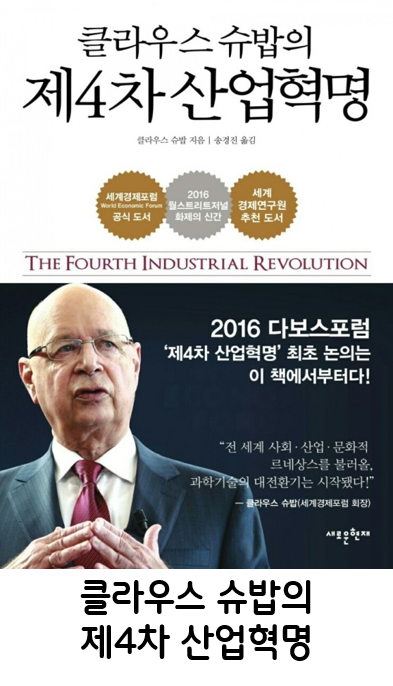 클라우스 슈밥의
제4차 산업혁명
클라우스 슈밥 지음 | 송경진 옮김
세계경제포럼
World Economic Forum
공식 도서
2016
월스트리트저널
화제의 신간
세계
경제연구원
추천 도서
THE FOURTH INDUSTRIAL REVOLUTION
2016 다보스포럼
‘제4차 산업혁명’ 최초 논의는
이 책에서부터다!
“전 세계 사회·산업·문화적
르네상스를 불러올,
과학기술의 대전환기는 시작됐다!”
― 클라우스 슈밥(세계경제포럼 회장)
새로운현재
클라우스 슈밥의
제4차 산업혁명